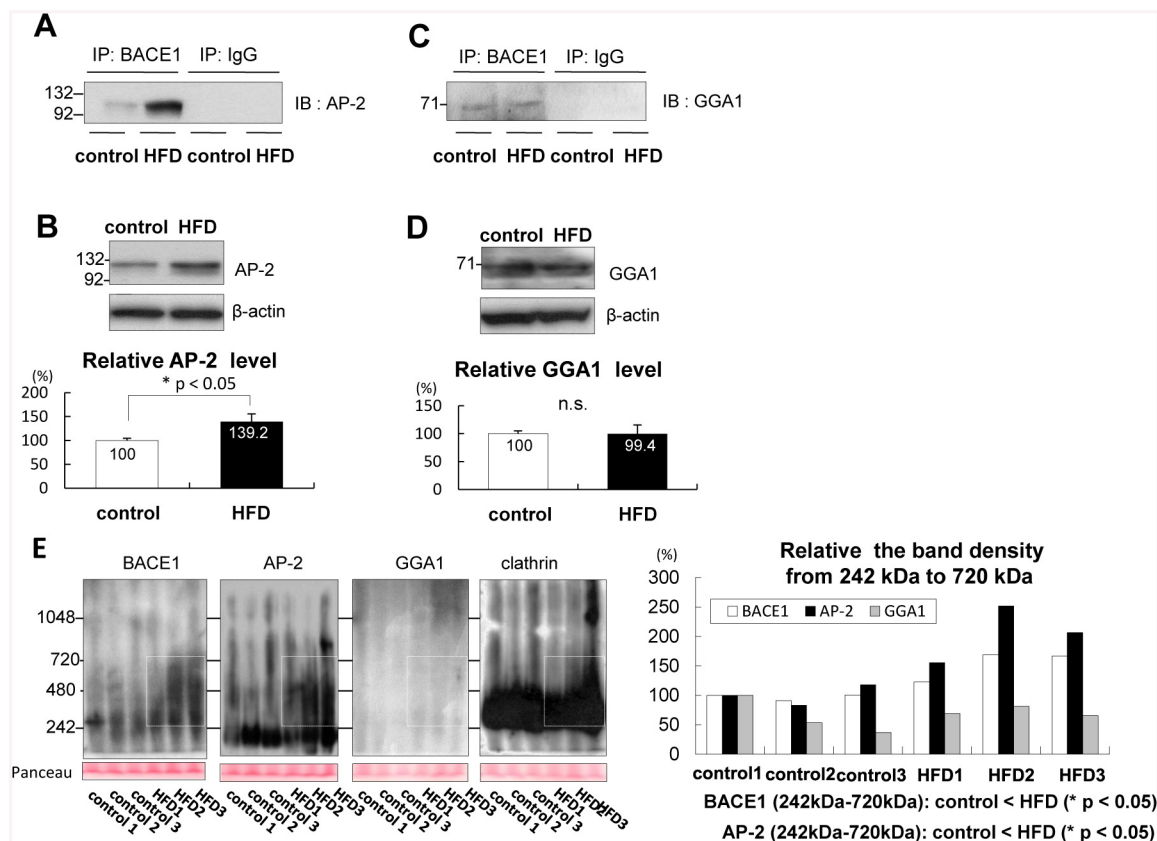 A
IP: BACE1 IP: IgG
132
92
IB : AP-2
control HFD control HFD
C
IP: BACE1 IP: IgG
71
IB : GGA1
control HFD control HFD
B
control HFD
132
92
AP-2
β-actin
Relative AP-2 level
(%)
* p < 0.05
200
150
100
50
0
100
139.2
control HFD
D
control HFD
71
GGA1
β-actin
Relative GGA1 level
(%)
n.s.
150
100
50
0
100
99.4
control HFD
E
BACE1 AP-2 GGA1 clathrin
1048
720
480
242
Panceau
control 1 control 2 control 3 HFD1 HFD2 HFD3
control 1 control 2 control 3 HFD1 HFD2 HFD3
control 1 control 2 control 3 HFD1 HFD2 HFD3
control 1 control 2 control 3 HFD1 HFD2 HFD3
Relative the band density
from 242 kDa to 720 kDa
(%)
300
250
200
150
100
50
0
BACE1 AP-2 GGA1
control1 control2 control3 HFD1 HFD2 HFD3
BACE1 (242kDa-720kDa): control < HFD (* p < 0.05)
AP-2 (242kDa-720kDa): control < HFD (* p < 0.05)